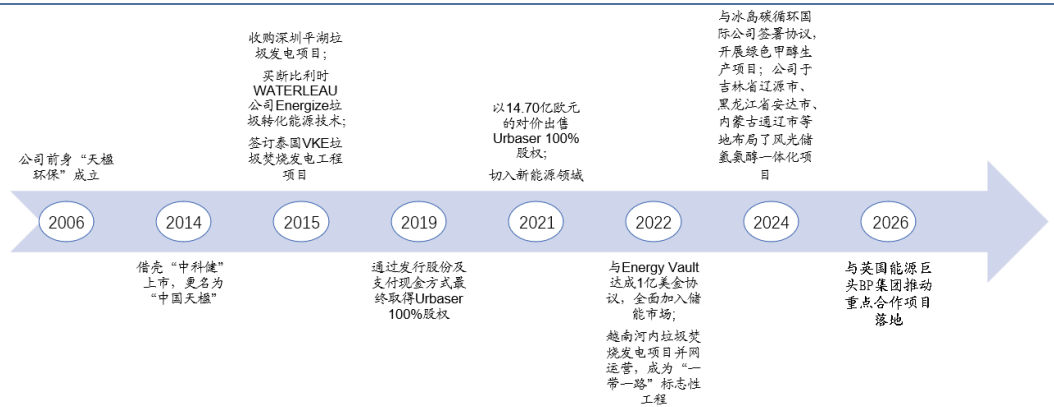 公司前身“天楹
环保”成立
2006
2014
借壳“中科健”
上市，更名为
“中国天楹”
收购深圳平湖垃
圾发电项目；
买断比利时
WATERLEAU
公司Energize垃
圾转化能源技术；
签订泰国VKE垃
圾焚烧发电工程
项目
2015
2019
通过发行股份及
支付现金方式最
终取得Urbaser
100%股权
以14.70亿欧元
的对价出售
Urbaser 100%
股权；
切入新能源领域
2021
2022
与Energy Vault
达成1亿美金协
议，全面加入储
能市场；
越南河内垃圾焚
烧发电项目并网
运营，成为“一
带一路”标志性
工程
与冰岛碳循环国
际公司签署协议，
开展绿色甲醇生
产项目；公司于
吉林省辽源市、
黑龙江省安达市、
内蒙古通辽市等
地布局了风光储
氢氨醇一体化项
目
2024
2026
与英国能源巨
头BP集团推动
重点合作项目
落地